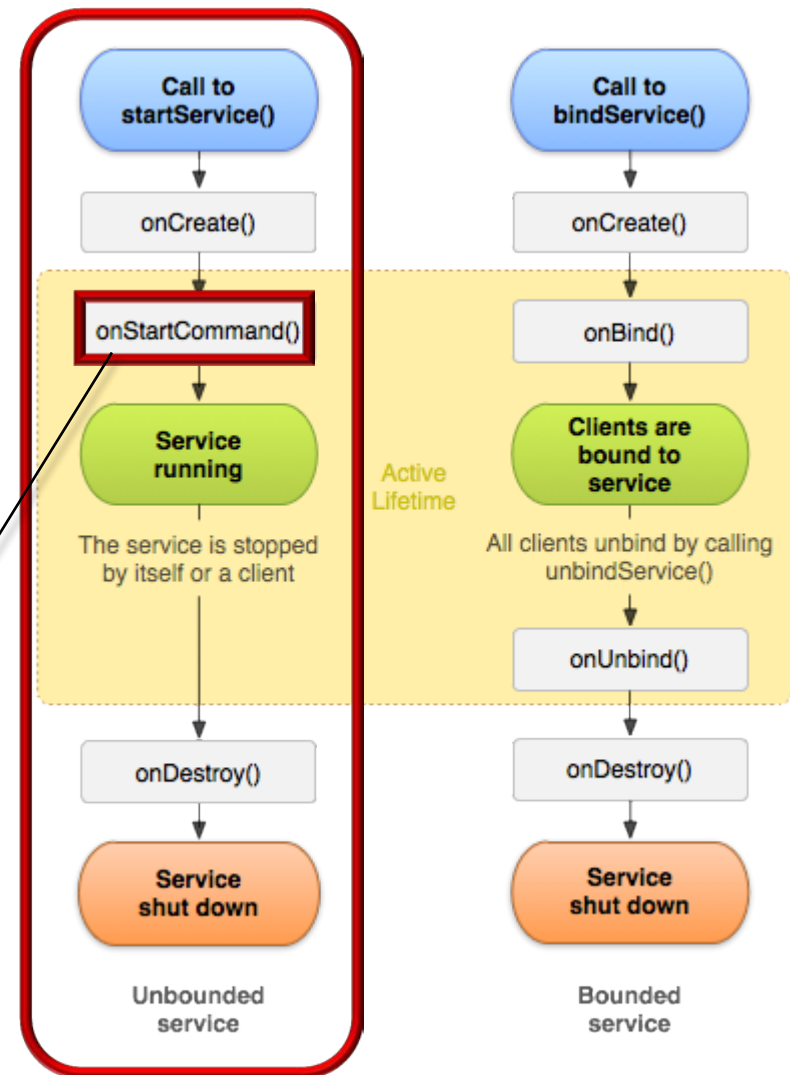 Call to
startService()
onCreate()
onStartCommand()
Service
running
The service is stopped
by itself or a client
onDestroy()
Service
shut down
Unbounded
service
Active
Lifetime
Call to
bindService()
onCreate()
onBind()
Clients are
bound to
service
All clients unbind by calling
unbindService()
onUnbind()
onDestroy()
Service
shut down
Bounded
service